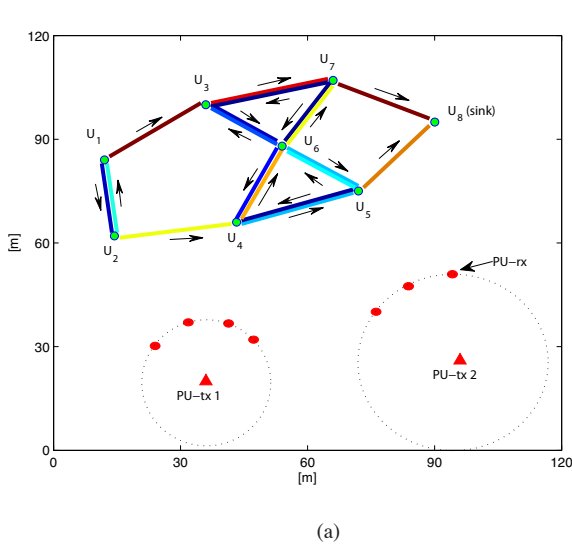 120
90
60
30
0
[m]
0
30
60
90
120
[m]
U1
U2
U3
U4
U5
U6
U7
U8 (sink)
PU-rx
PU-tx 1
PU-tx 2
(a)